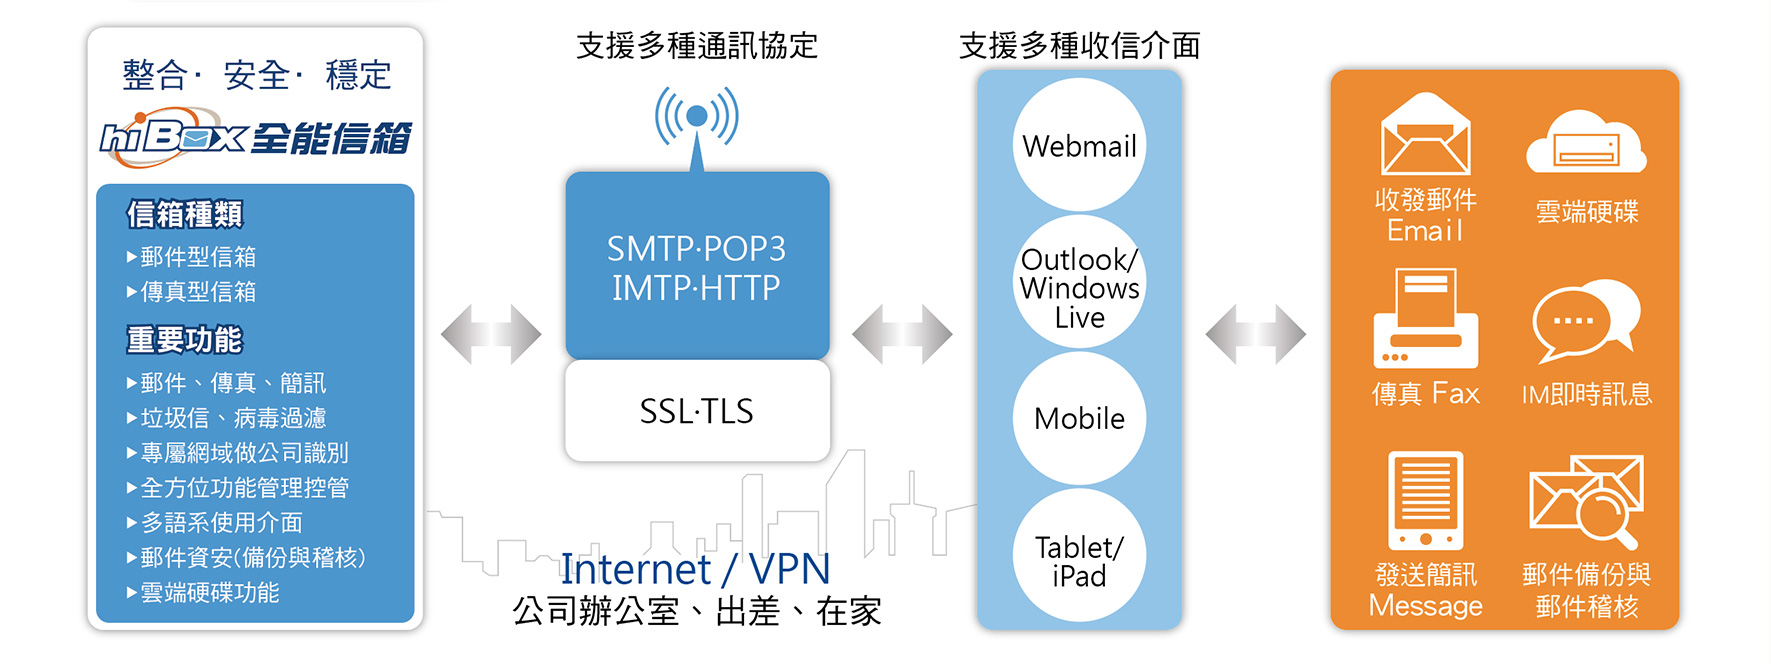 整合· 安全· 穩定
hiBox 全能信箱
信箱種類
▸郵件型信箱
▸傳真型信箱
重要功能
▸郵件、傳真、簡訊
▸垃圾信、病毒過濾
▸專屬網域做公司識別
▸全方位功能管理控管
▸多語系使用介面
▸郵件資安(備份與稽核)
▸雲端硬碟功能
支援多種通訊協定
SMTP·POP3
IMTP·HTTP
SSL·TLS
Internet / VPN
公司辦公室、出差、在家
支援多種收信介面
Webmail
Outlook/
Windows
Live
Mobile
Tablet/
iPad
收發郵件
Email
雲端硬碟
傳真 Fax
IM即時訊息
發送簡訊
Message
郵件備份與
郵件稽核